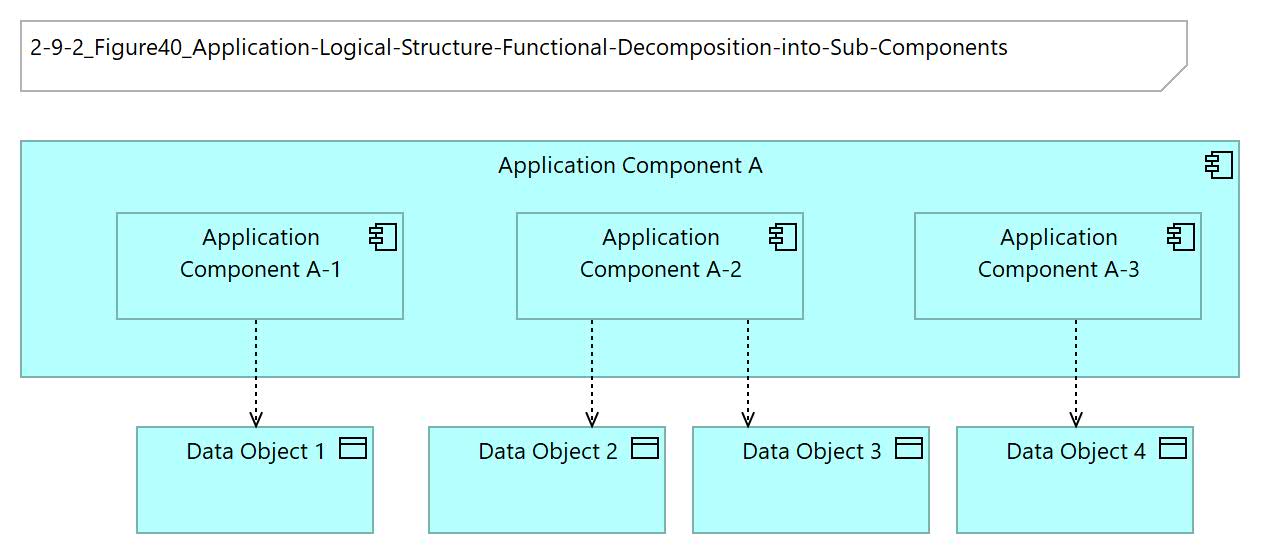 2-9-2_Figure40_Application-Logical-Structure-Functional-Decomposition-into-Sub-Components
Application Component A
Application
Component A-1
Application
Component A-2
Application
Component A-3
Data Object 1
Data Object 2
Data Object 3
Data Object 4